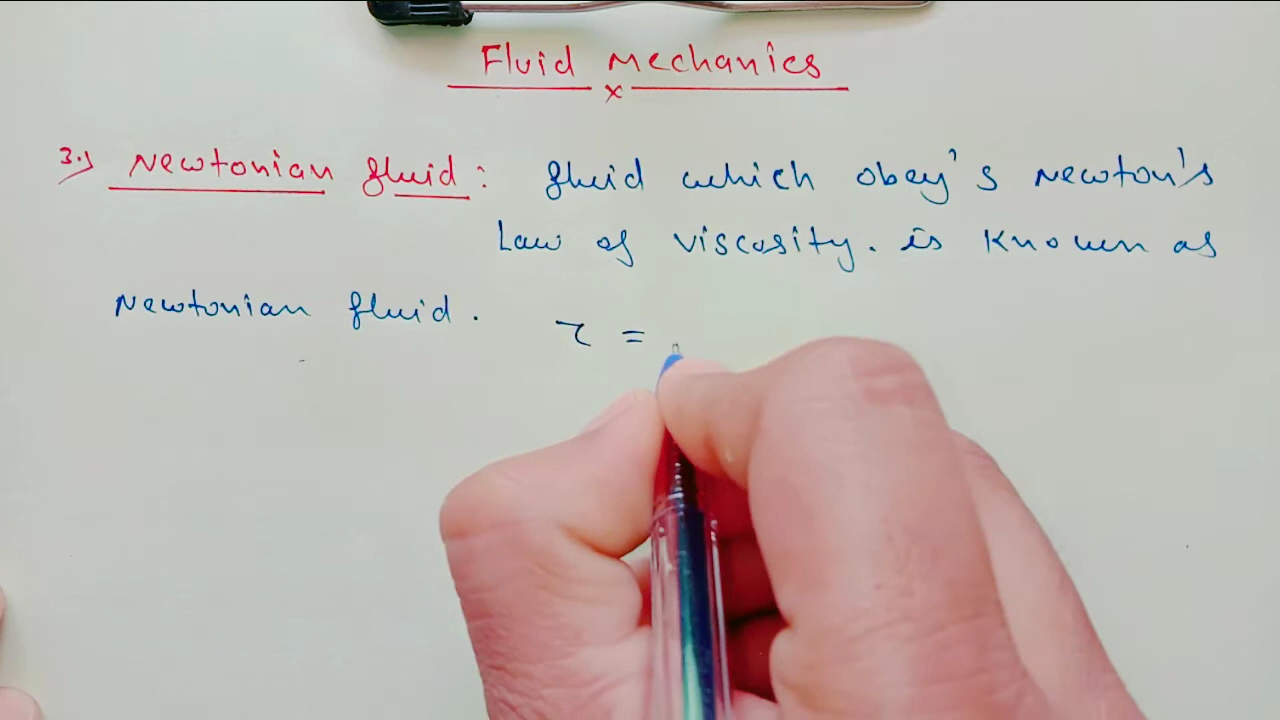 Fluid Mechanics
x
3.) Newtonian fluid: fluid which obey's Newton's
Law of viscosity. is known as
Newtonian fluid. τ =